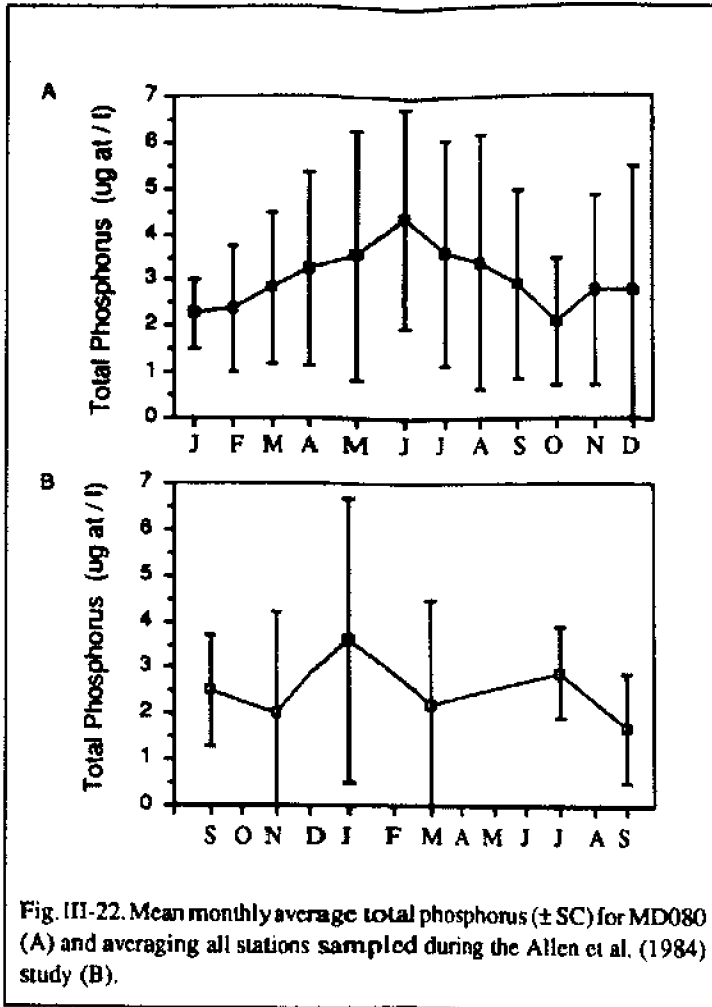 A
Total Phosphorus (ug at / l)
7
6
5
4
3
2
1
0
J F M A M J J A S O N D
B
Total Phosphorus (ug at / l)
7
6
5
4
3
2
1
0
S O N D J F M A M J J A S
Fig. III-22. Mean monthly average total phosphorus (± SC) for MD080
(A) and averaging all stations sampled during the Allen et al. (1984)
study (B).